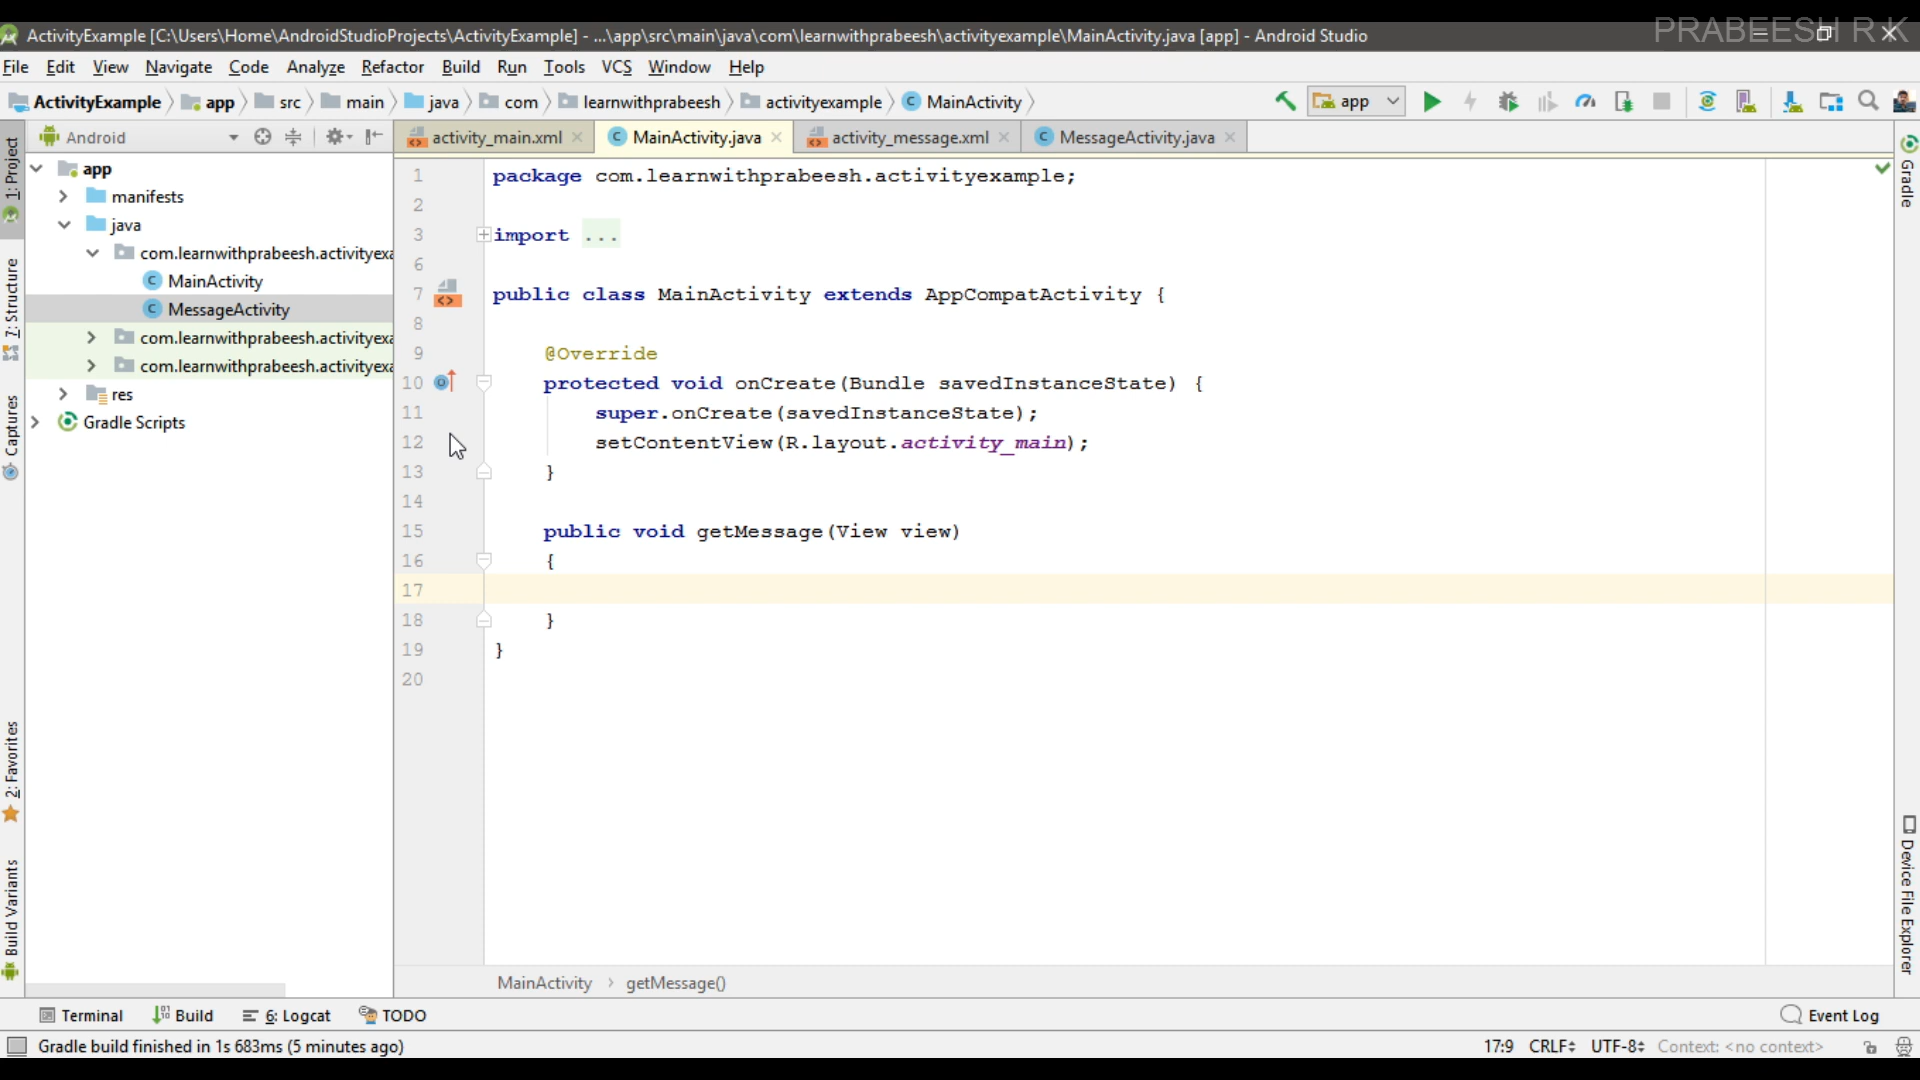 PRABEESH R K
ActivityExample [C:\Users\Home\AndroidStudioProjects\ActivityExample] - ...\app\src\main\java\com\learnwithprabeesh\activityexample\MainActivity.java [app] - Android Studio
File Edit View Navigate Code Analyze Refactor Build Run Tools VCS Window Help
ActivityExample app src main java com learnwithprabeesh activityexample MainActivity app
1: Project
7: Structure
Captures
2: Favorites
Build Variants
Android
app
manifests
java
com.learnwithprabeesh.activityexa
MainActivity
MessageActivity
com.learnwithprabeesh.activityexa
com.learnwithprabeesh.activityexa
res
Gradle Scripts
activity_main.xml MainActivity.java activity_message.xml MessageActivity.java
1 package com.learnwithprabeesh.activityexample;
2
3 import ...
6
7 public class MainActivity extends AppCompatActivity {
8
9 @Override
10 protected void onCreate(Bundle savedInstanceState) {
11 super.onCreate(savedInstanceState);
12 setContentView(R.layout.activity_main);
13 }
14
15 public void getMessage(View view)
16 {
17
18 }
19 }
20
MainActivity › getMessage()
Gradle
Device File Explorer
Terminal Build 6: Logcat TODO Event Log
Gradle build finished in 1s 683ms (5 minutes ago) 17:9 CRLF UTF-8 Context: <no context>